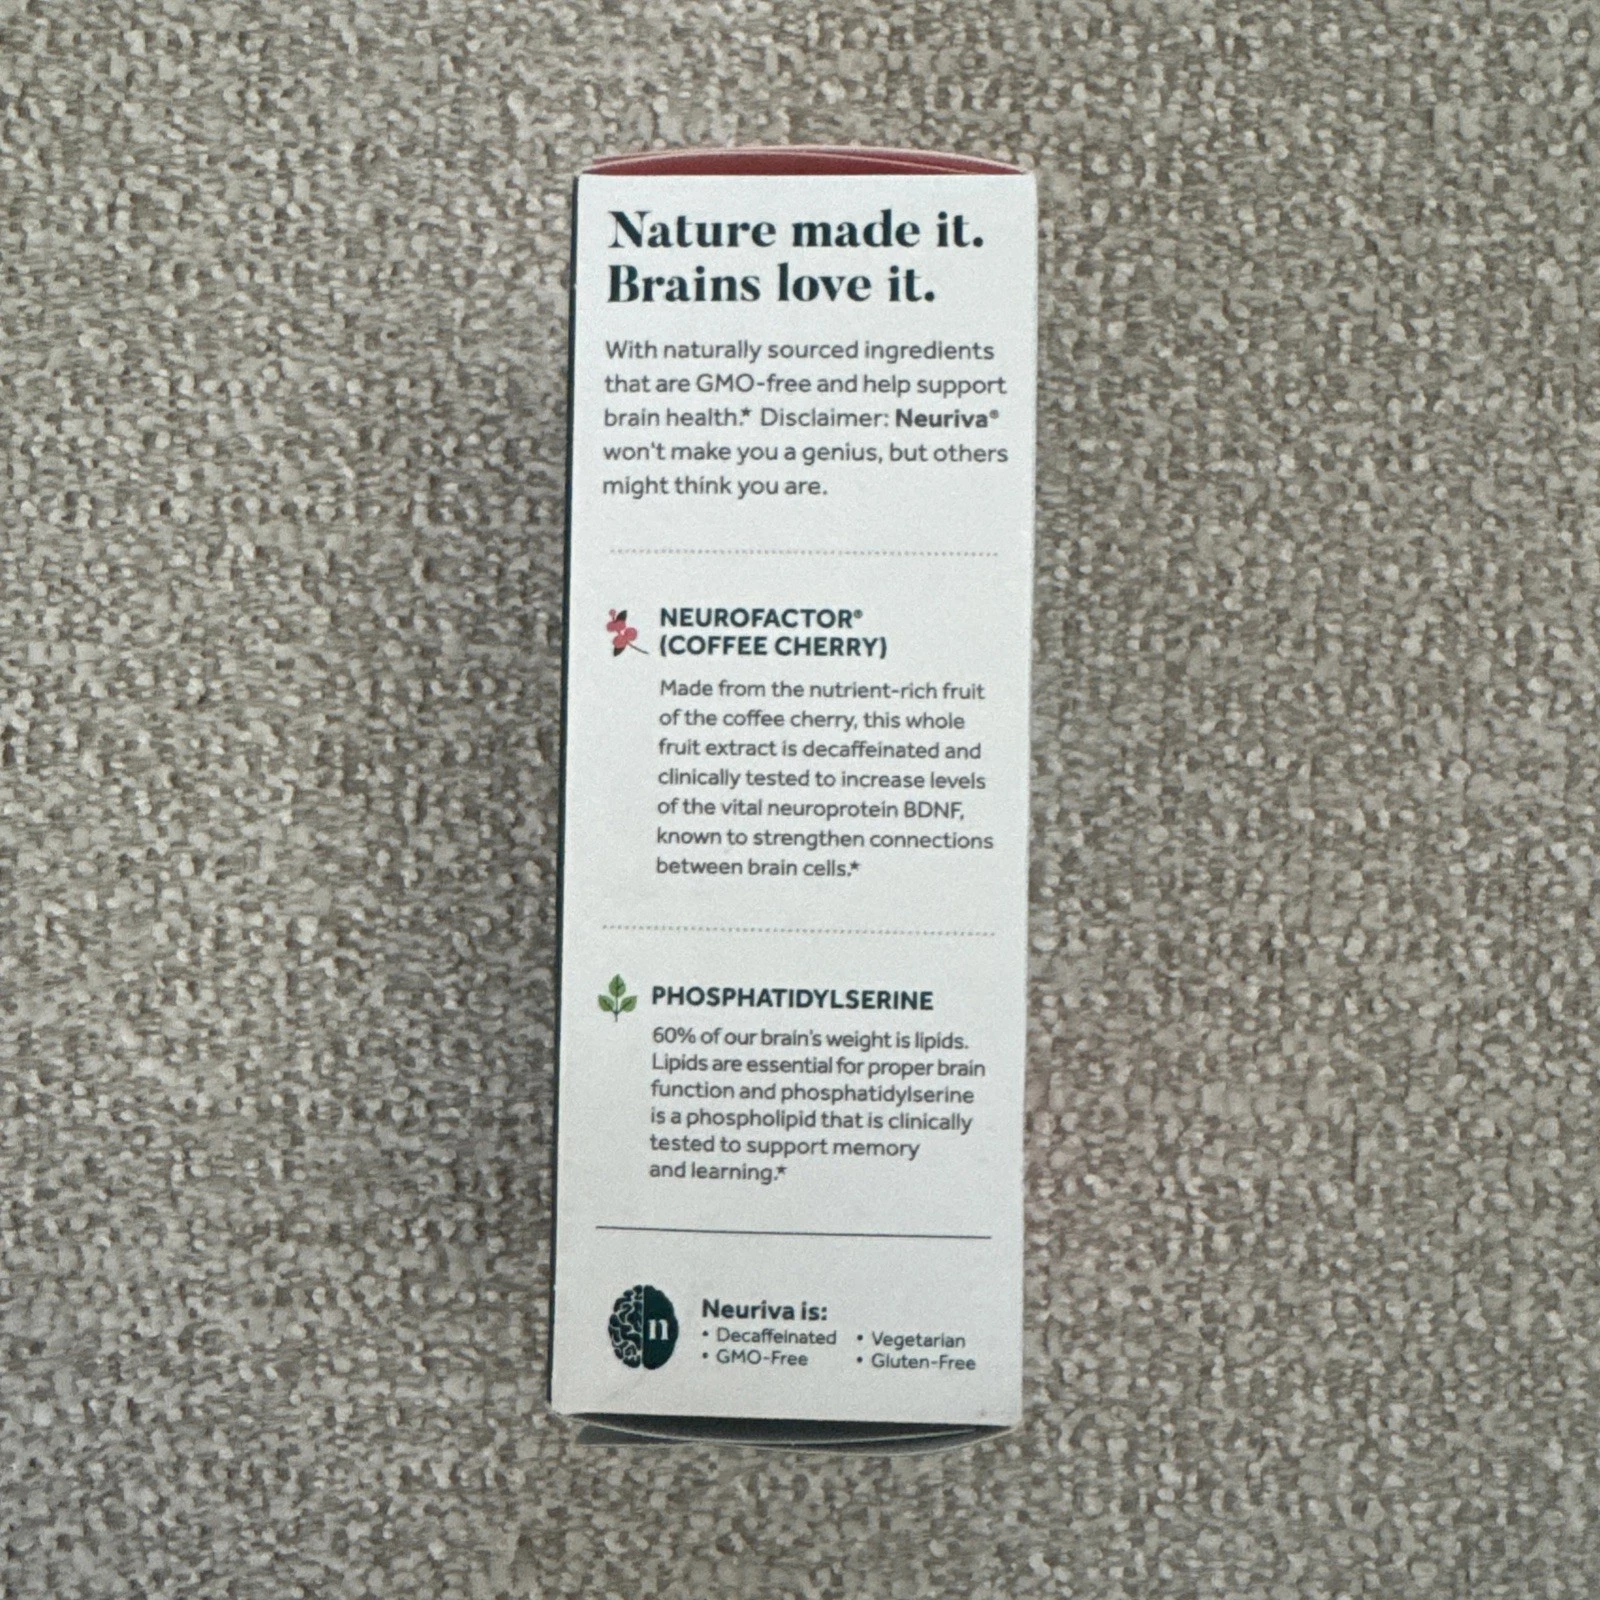 Nature made it.
Brains love it.
With naturally sourced ingredients
that are GMO-free and help support
brain health.* Disclaimer: Neuriva®
won't make you a genius, but others
might think you are.
NEUROFACTOR®
(COFFEE CHERRY)
Made from the nutrient-rich fruit
of the coffee cherry, this whole
fruit extract is decaffeinated and
clinically tested to increase levels
of the vital neuroprotein BDNF,
known to strengthen connections
between brain cells.*
PHOSPHATIDYLSERINE
60% of our brain's weight is lipids.
Lipids are essential for proper brain
function and phosphatidylserine
is a phospholipid that is clinically
tested to support memory
and learning.*
n
Neuriva is:
• Decaffeinated • Vegetarian
• GMO-Free • Gluten-Free